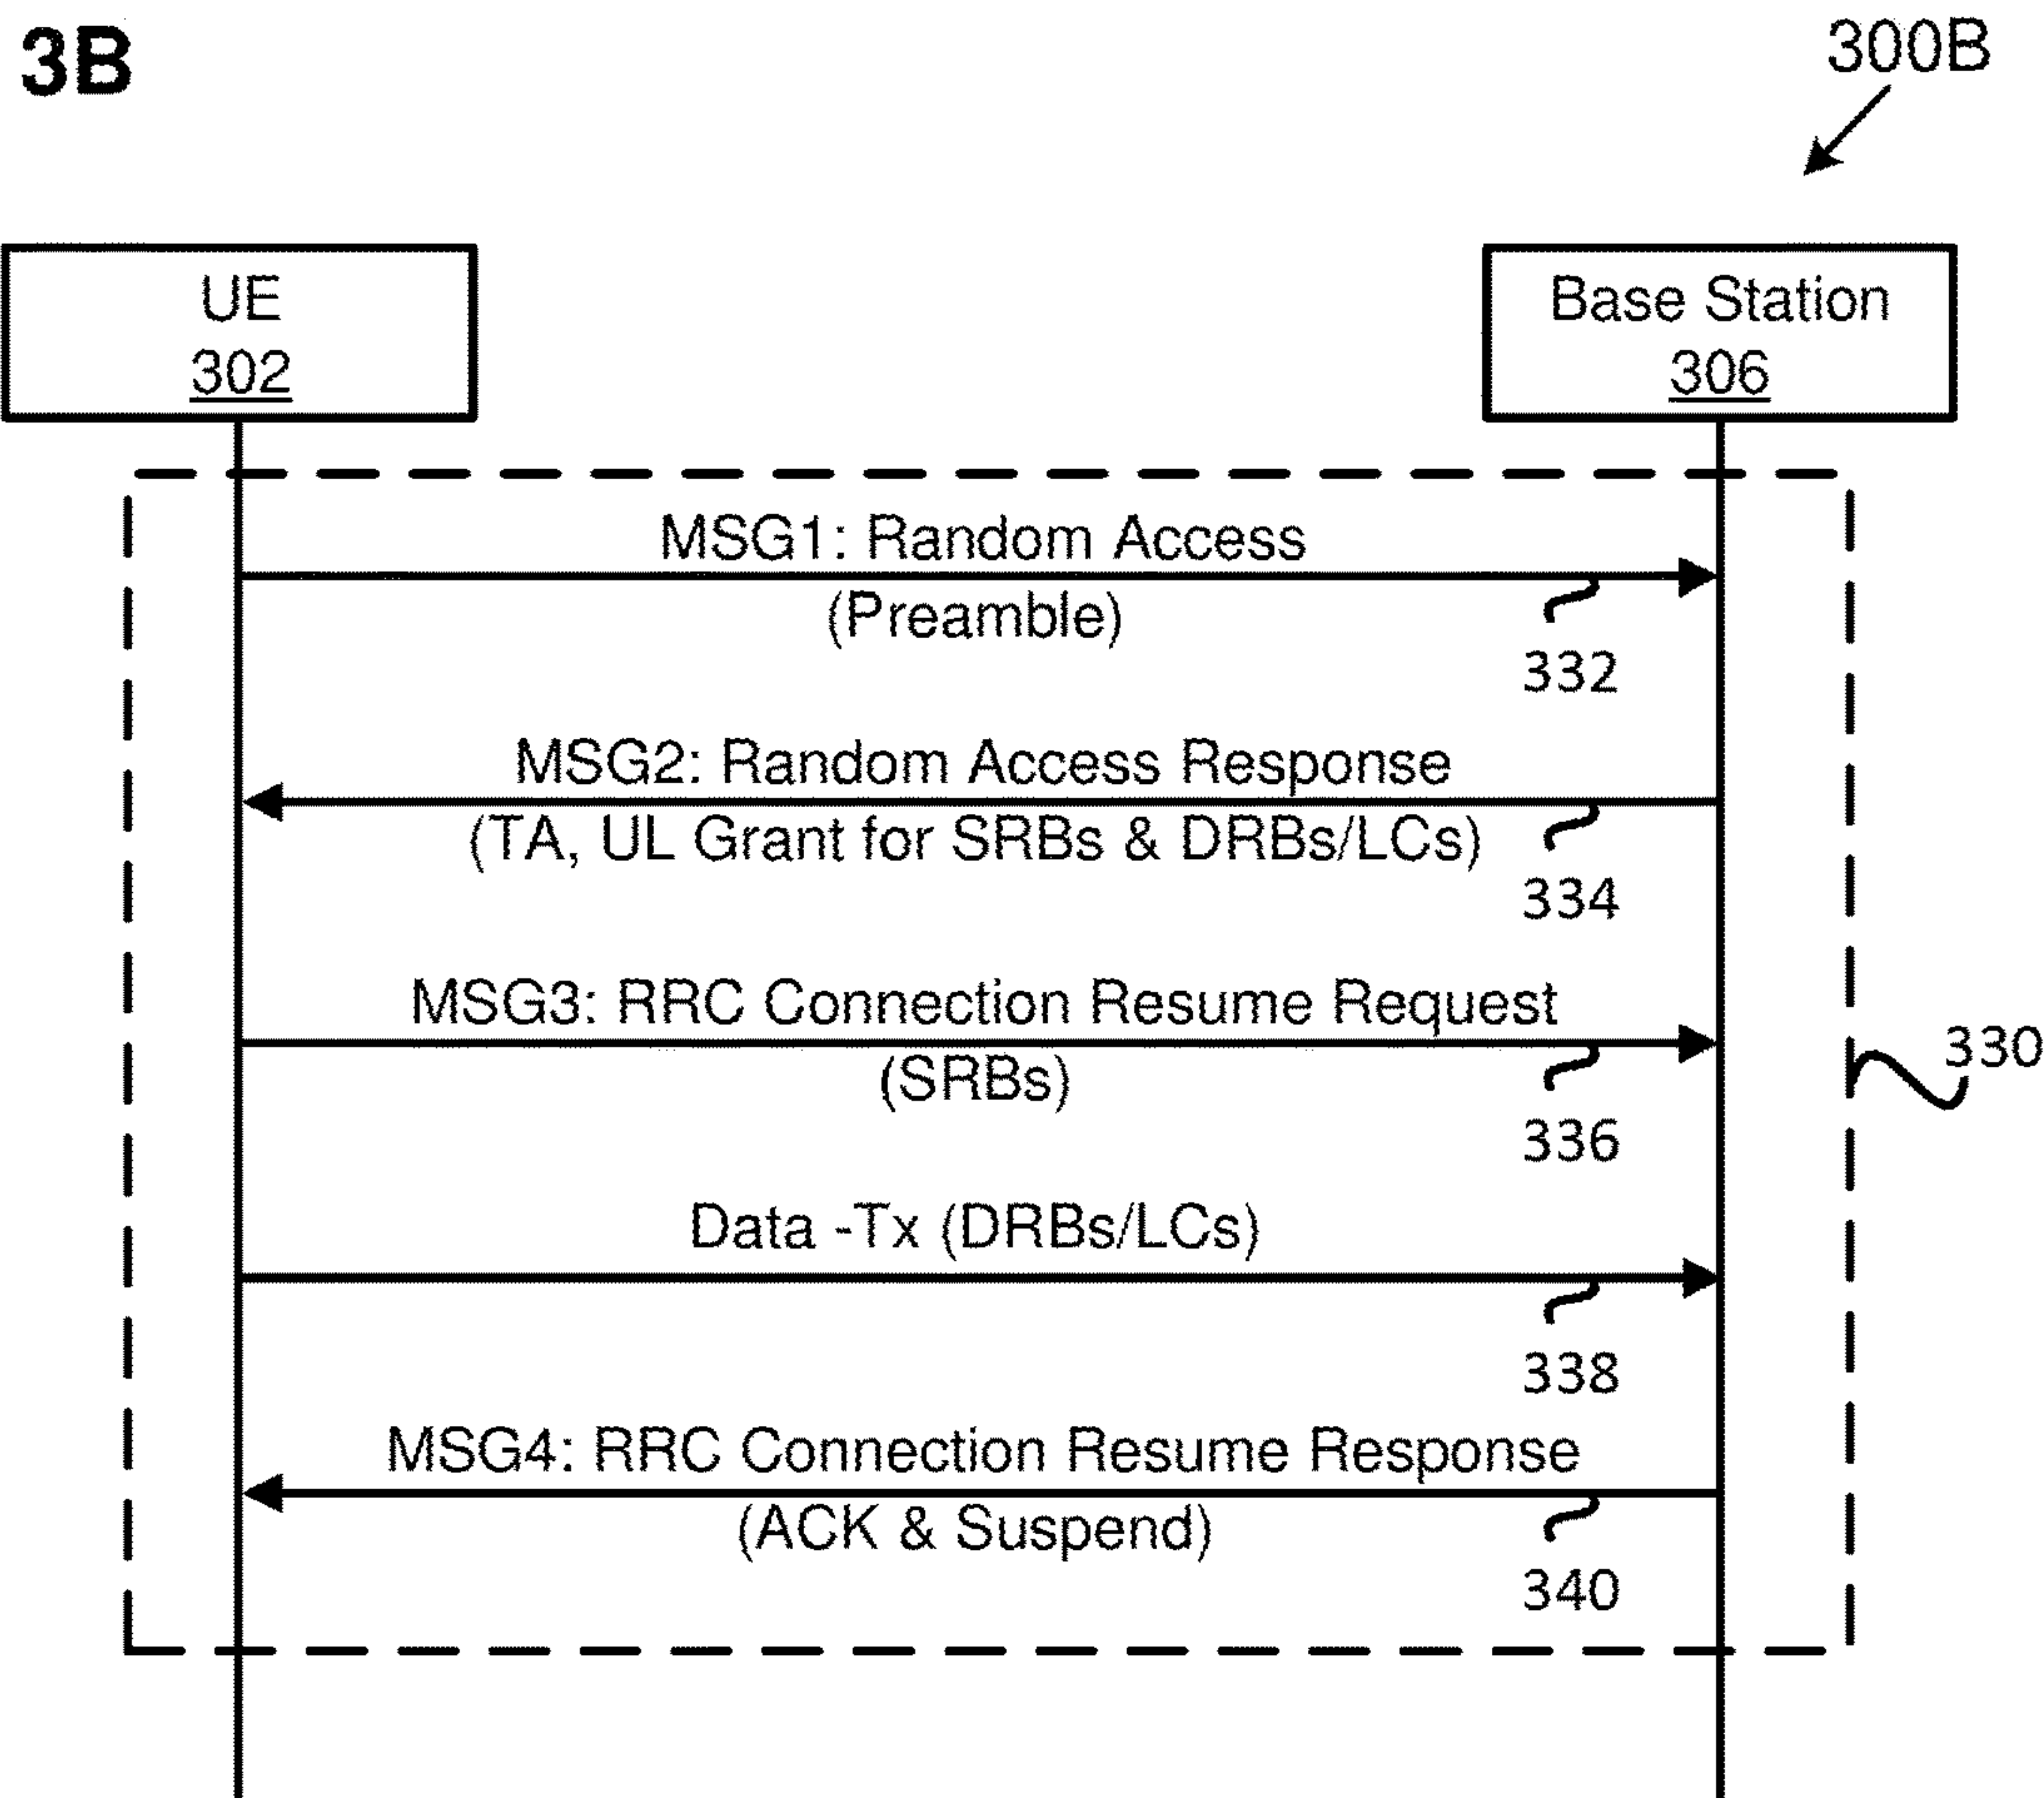 3B
300B
UE
302
Base Station
306
MSG1: Random Access
(Preamble)
332
MSG2: Random Access Response
(TA, UL Grant for SRBs & DRBs/LCs)
334
MSG3: RRC Connection Resume Request
(SRBs)
330
336
Data -Tx (DRBs/LCs)
338
MSG4: RRC Connection Resume Response
(ACK & Suspend)
340